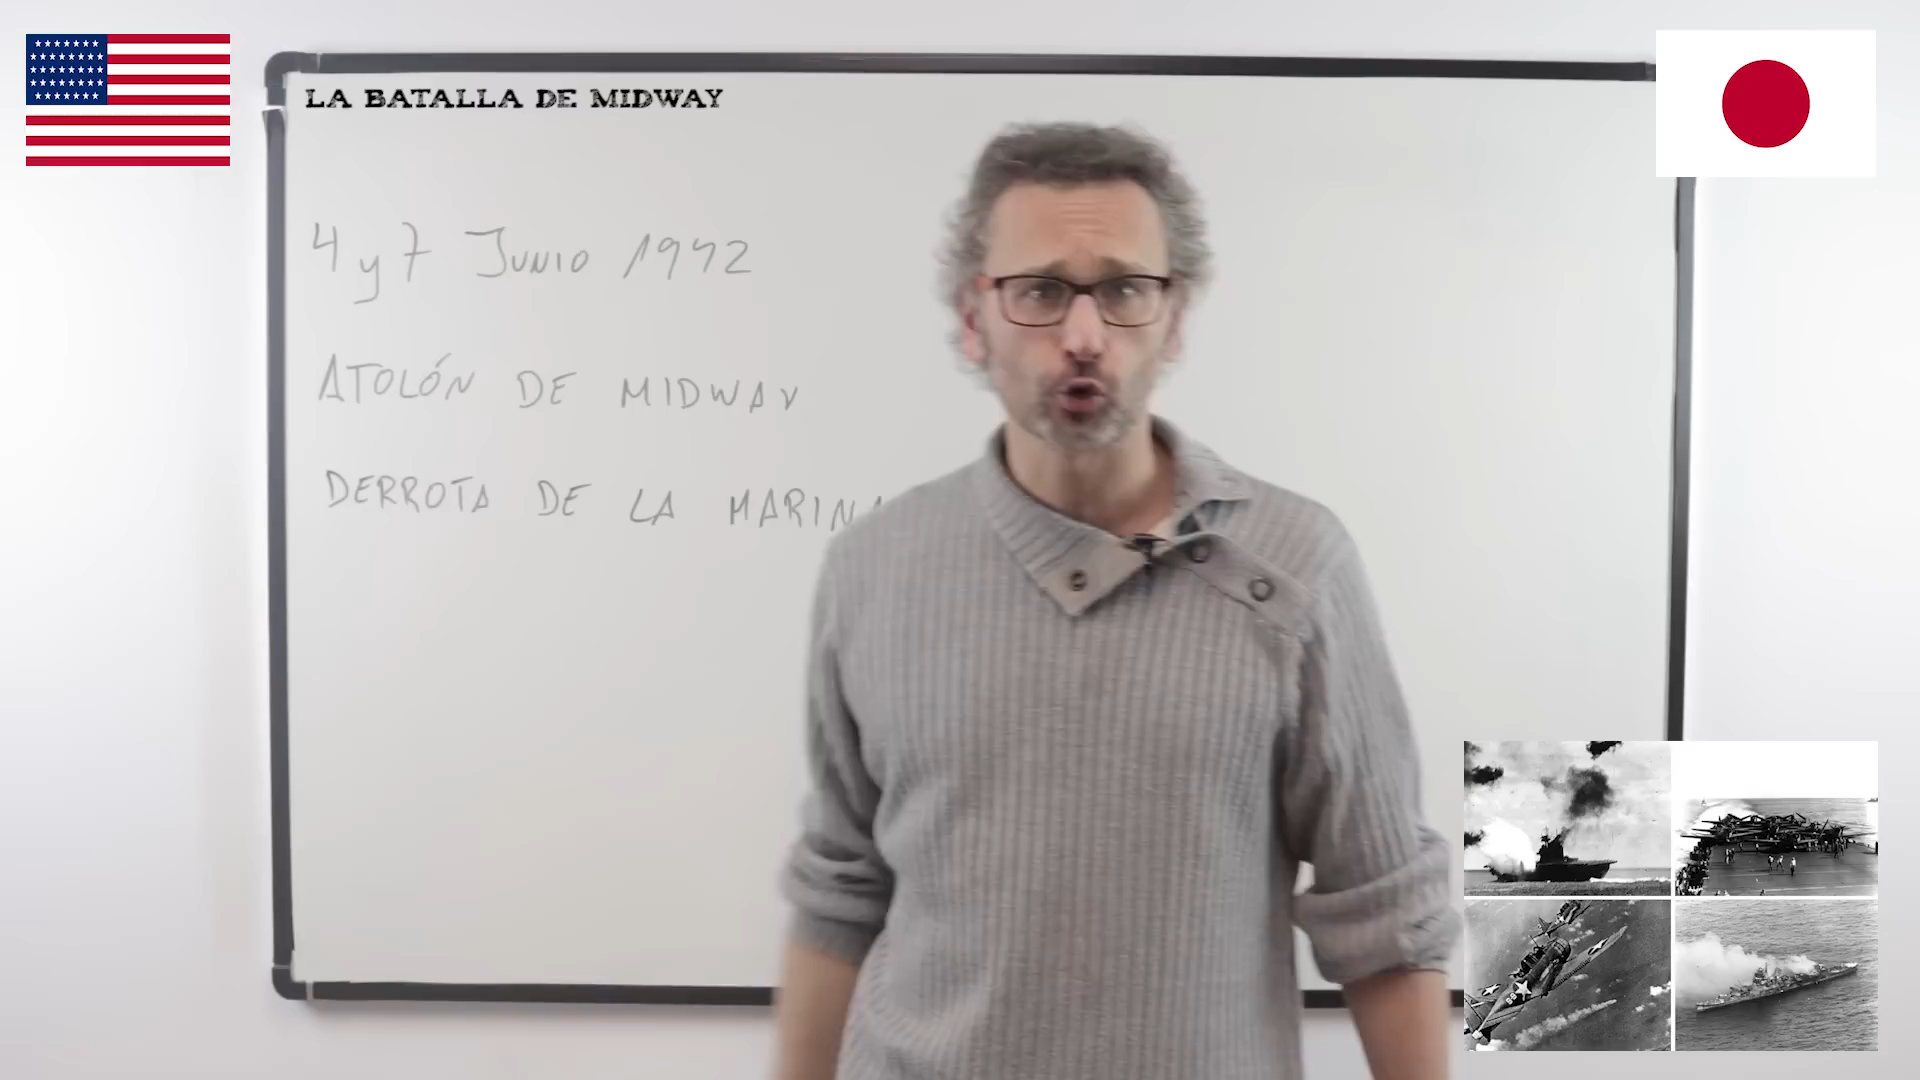 LA BATALLA DE MIDWAY
4 y 7 JUNIO 1942
ATOLÓN DE MIDWAY
DERROTA DE LA MARINA